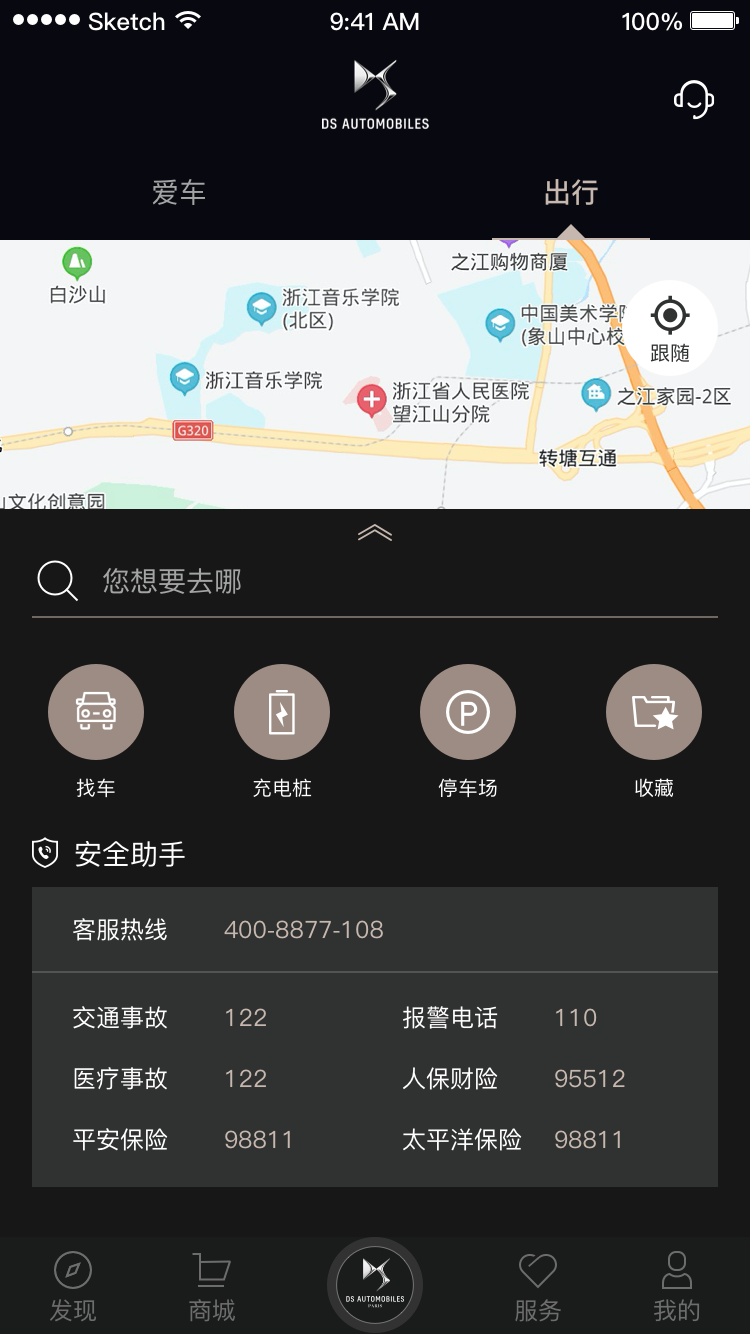 Sketch 9:41 AM 100%
DS AUTOMOBILES
爱车 出行
之江购物商厦
白沙山
浙江音乐学院
(北区)
中国美术学
(象山中心校
跟随
浙江音乐学院
浙江省人民医院
望江山分院
之江家园-2区
G320
转塘互通
山文化创意园
您想要去哪
找车 充电桩 停车场 收藏
安全助手
客服热线 400-8877-108
交通事故 122 报警电话 110
医疗事故 122 人保财险 95512
平安保险 98811 太平洋保险 98811
DS AUTOMOBILES
PARIS
发现 商城 服务 我的